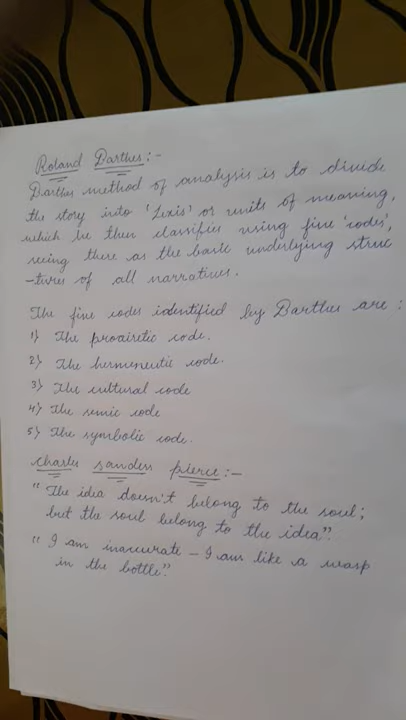 Roland Barthes:-
Barthes method of analysis is to divide
the story into 'Lexis' or units of meaning,
which he then classifies using five 'codes',
seeing these as the basic underlying struc
-tures of all narratives.
The five codes identified by Barthes are :
1) The proairetic code.
2) The hermeneutic code.
3) The cultural code
4) The semic code
5) The symbolic code.
Charles sanders pierce:-
"The idea doesn't belong to the soul;
but the soul belong to the idea".
"I am inaccurate - I am like a wasp
in the bottle".